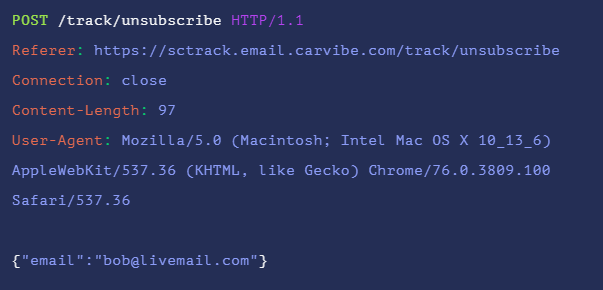 POST /track/unsubscribe HTTP/1.1
Referer: https://sctrack.email.carvibe.com/track/unsubscribe
Connection: close
Content-Length: 97
User-Agent: Mozilla/5.0 (Macintosh; Intel Mac OS X 10_13_6)
AppleWebKit/537.36 (KHTML, like Gecko) Chrome/76.0.3809.100
Safari/537.36
{"email":"bob@livemail.com"}